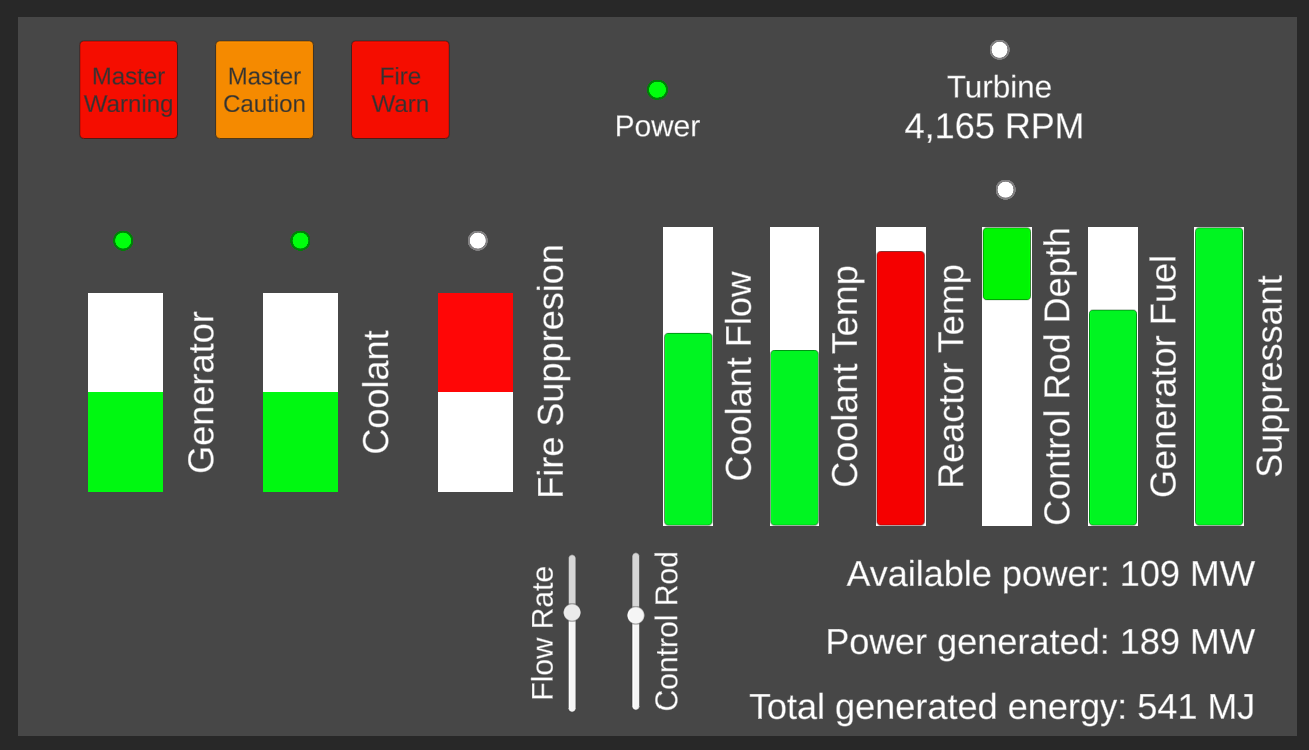 Master
Warning
Master
Caution
Fire
Warn
Power
Turbine
4,165 RPM
Generator
Coolant
Fire Suppresion
Coolant Flow
Coolant Temp
Reactor Temp
Control Rod Depth
Generator Fuel
Suppressant
Flow Rate
Control Rod
Available power: 109 MW
Power generated: 189 MW
Total generated energy: 541 MJ